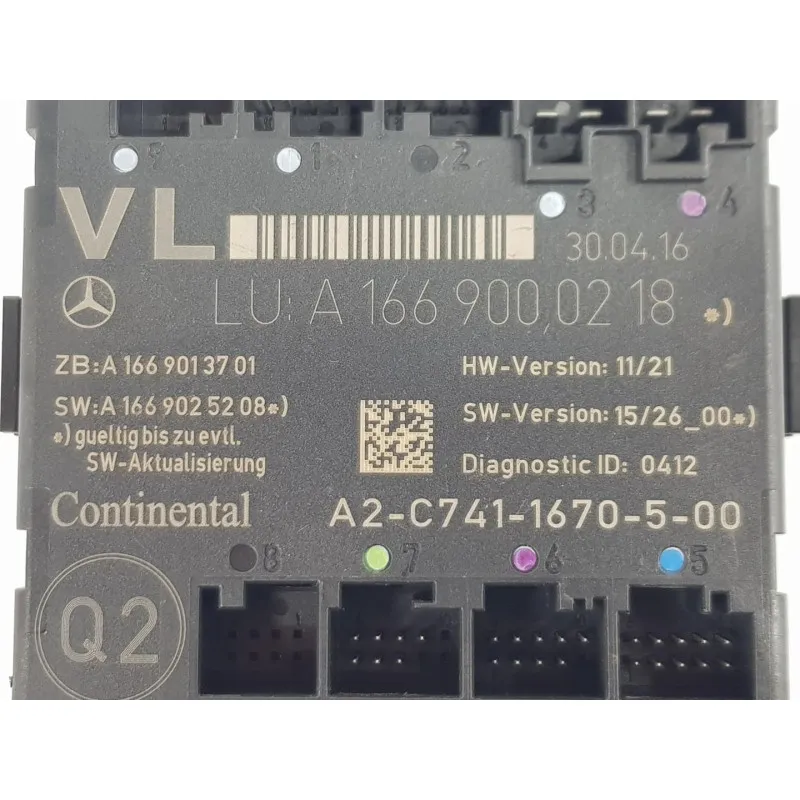 9 1 2
3 4
VL 30.04.16
LU: A 166 900,02 18 *)
ZB:A 166 901 37 01 HW-Version: 11/21
SW:A 166 902 52 08*) SW-Version: 15/26_00*)
*) gueltig bis zu evtl.
SW-Aktualisierung Diagnostic ID: 0412
Continental A2-C741-1670-5-00
8 7 6 5
Q2